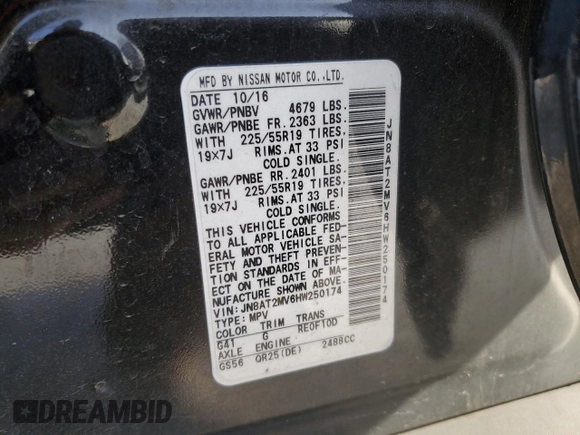 MFD BY NISSAN MOTOR CO.,LTD.
DATE 10/16
GVWR/PNBV 4679 LBS.
GAWR/PNBE FR. 2363 LBS.
WITH 225/55R19 TIRES,
19×7J RIMS.AT 33 PSI
COLD SINGLE.
GAWR/PNBE RR. 2401 LBS.
WITH 225/55R19 TIRES,
19×7J RIMS.AT 33 PSI
COLD SINGLE.
THIS VEHICLE CONFORMS
TO ALL APPLICABLE FED-
ERAL MOTOR VEHICLE SA-
FETY AND THEFT PREVEN-
TION STANDARDS IN EFF-
ECT ON THE DATE OF MA-
NUFACTURE SHOWN ABOVE.
VIN:JN8AT2MV6HW250174
TYPE:MPV
COLOR TRIM TRANS
G41 G RE0F10D
AXLE ENGINE
GS56 QR25(DE) 2488CC
JN8AT2MV6HW250174
DREAMBID